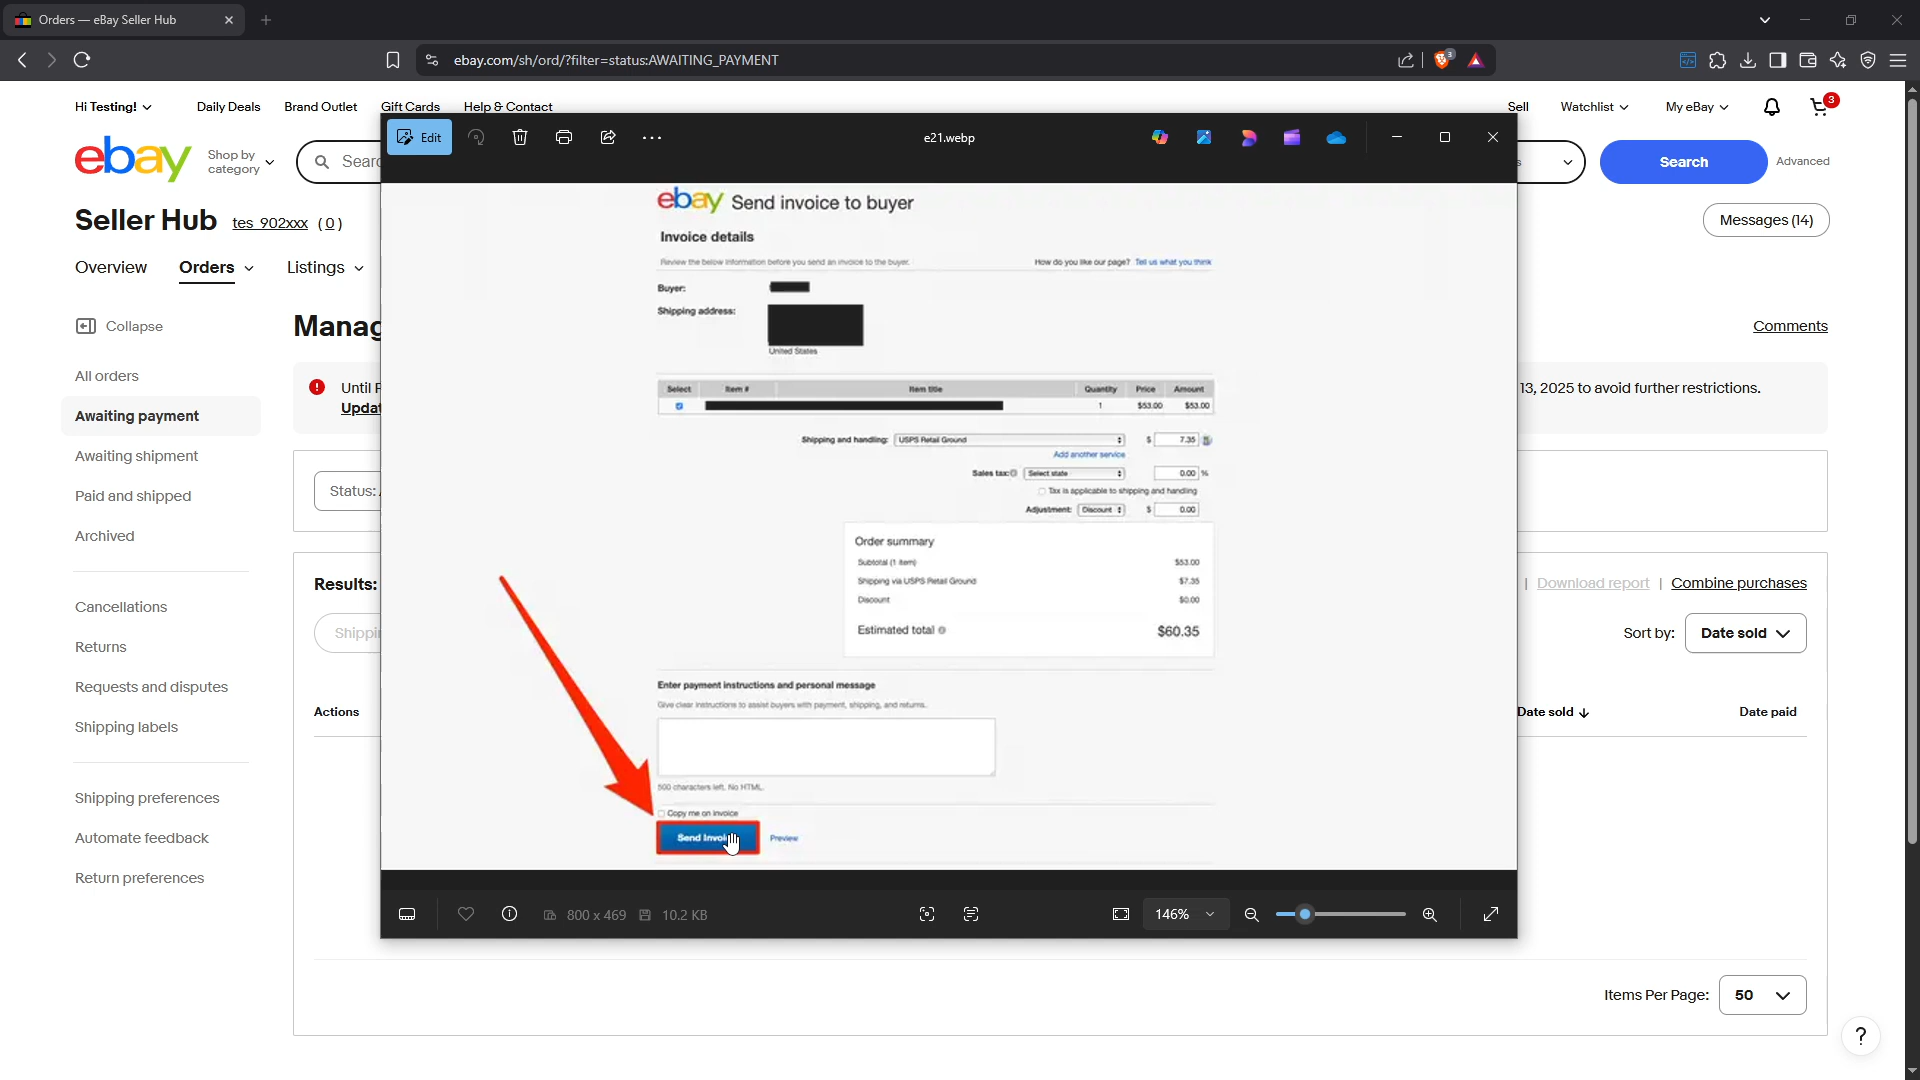 Orders — eBay Seller Hub
ebay.com/sh/ord/?filter=status:AWAITING_PAYMENT
3
Hi Testing!
Daily Deals
Brand Outlet
Gift Cards
Help & Contact
Sell
Watchlist
My eBay
3
ebay
Shop by
category
Search
Advanced
Edit
e21.webp
Seller Hub tes_902xxx (0)
Messages (14)
Overview
Orders
Listings
Collapse
Comments
All orders
Awaiting payment
Awaiting shipment
Paid and shipped
Archived
Cancellations
Returns
Requests and disputes
Shipping labels
Shipping preferences
Automate feedback
Return preferences
13, 2025 to avoid further restrictions.
Until
Status:
Results:
Download report | Combine purchases
Sort by: Date sold
Actions
Date sold
Date paid
Items Per Page: 50
?
ebay Send invoice to buyer
Invoice details
Review the below information before you send an invoice to the buyer.
How do you like our page? Tell us what you think
Buyer:
Shipping address:
United States
Select Item # Item title Quantity Price Amount
1 $53.00 $53.00
Shipping and handling: USPS Retail Ground $ 7.35
Add another service
Sales tax: Select state 0.00 %
Tax is applicable to shipping and handling
Adjustment: Discount $ 0.00
Order summary
Subtotal (1 item) $53.00
Shipping via USPS Retail Ground $7.35
Discount $0.00
Estimated total $60.35
Enter payment instructions and personal message
Give clear instructions to assist buyers with payment, shipping, and returns.
500 characters left. No HTML.
Copy me on invoice
Send Preview
800 x 469 10.2 KB
146%